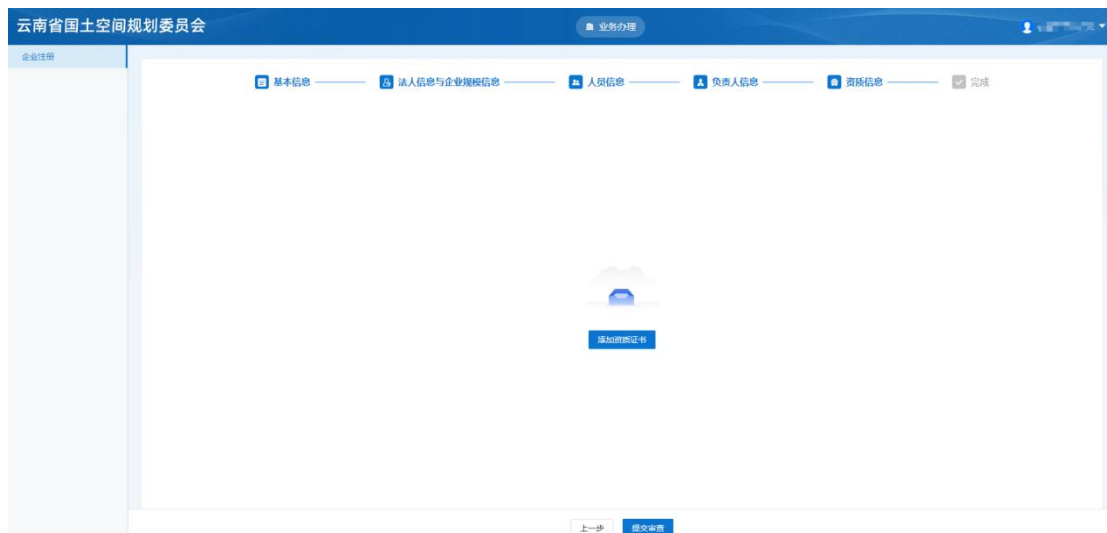 云南省国土空间规划委员会
业务办理
企业注册
基本信息 法人信息与企业规模信息 人员信息 负责人信息 资质信息 完成
添加资质证书
上一步 提交审查